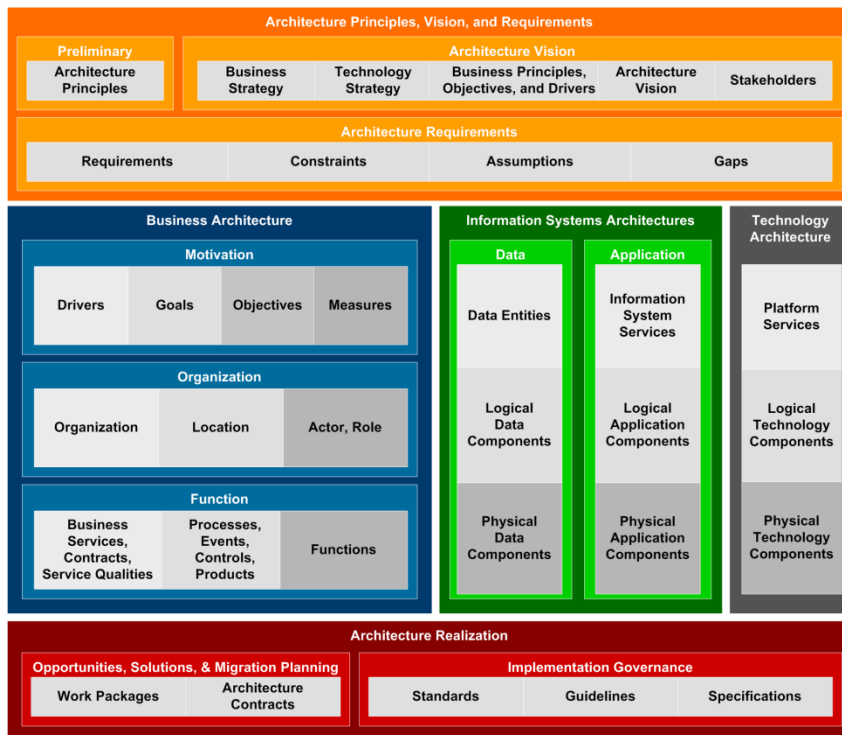 Architecture Principles, Vision, and Requirements
Preliminary
Architecture
Principles
Architecture Vision
Business
Strategy
Technology
Strategy
Business Principles,
Objectives, and Drivers
Architecture
Vision
Stakeholders
Architecture Requirements
Requirements
Constraints
Assumptions
Gaps
Business Architecture
Motivation
Drivers
Goals
Objectives
Measures
Organization
Organization
Location
Actor, Role
Function
Business
Services,
Contracts,
Service Qualities
Processes,
Events,
Controls,
Products
Functions
Information Systems Architectures
Data
Data Entities
Logical
Data
Components
Physical
Data
Components
Application
Information
System
Services
Logical
Application
Components
Physical
Application
Components
Technology
Architecture
Platform
Services
Logical
Technology
Components
Physical
Technology
Components
Architecture Realization
Opportunities, Solutions, & Migration Planning
Work Packages
Architecture
Contracts
Implementation Governance
Standards
Guidelines
Specifications